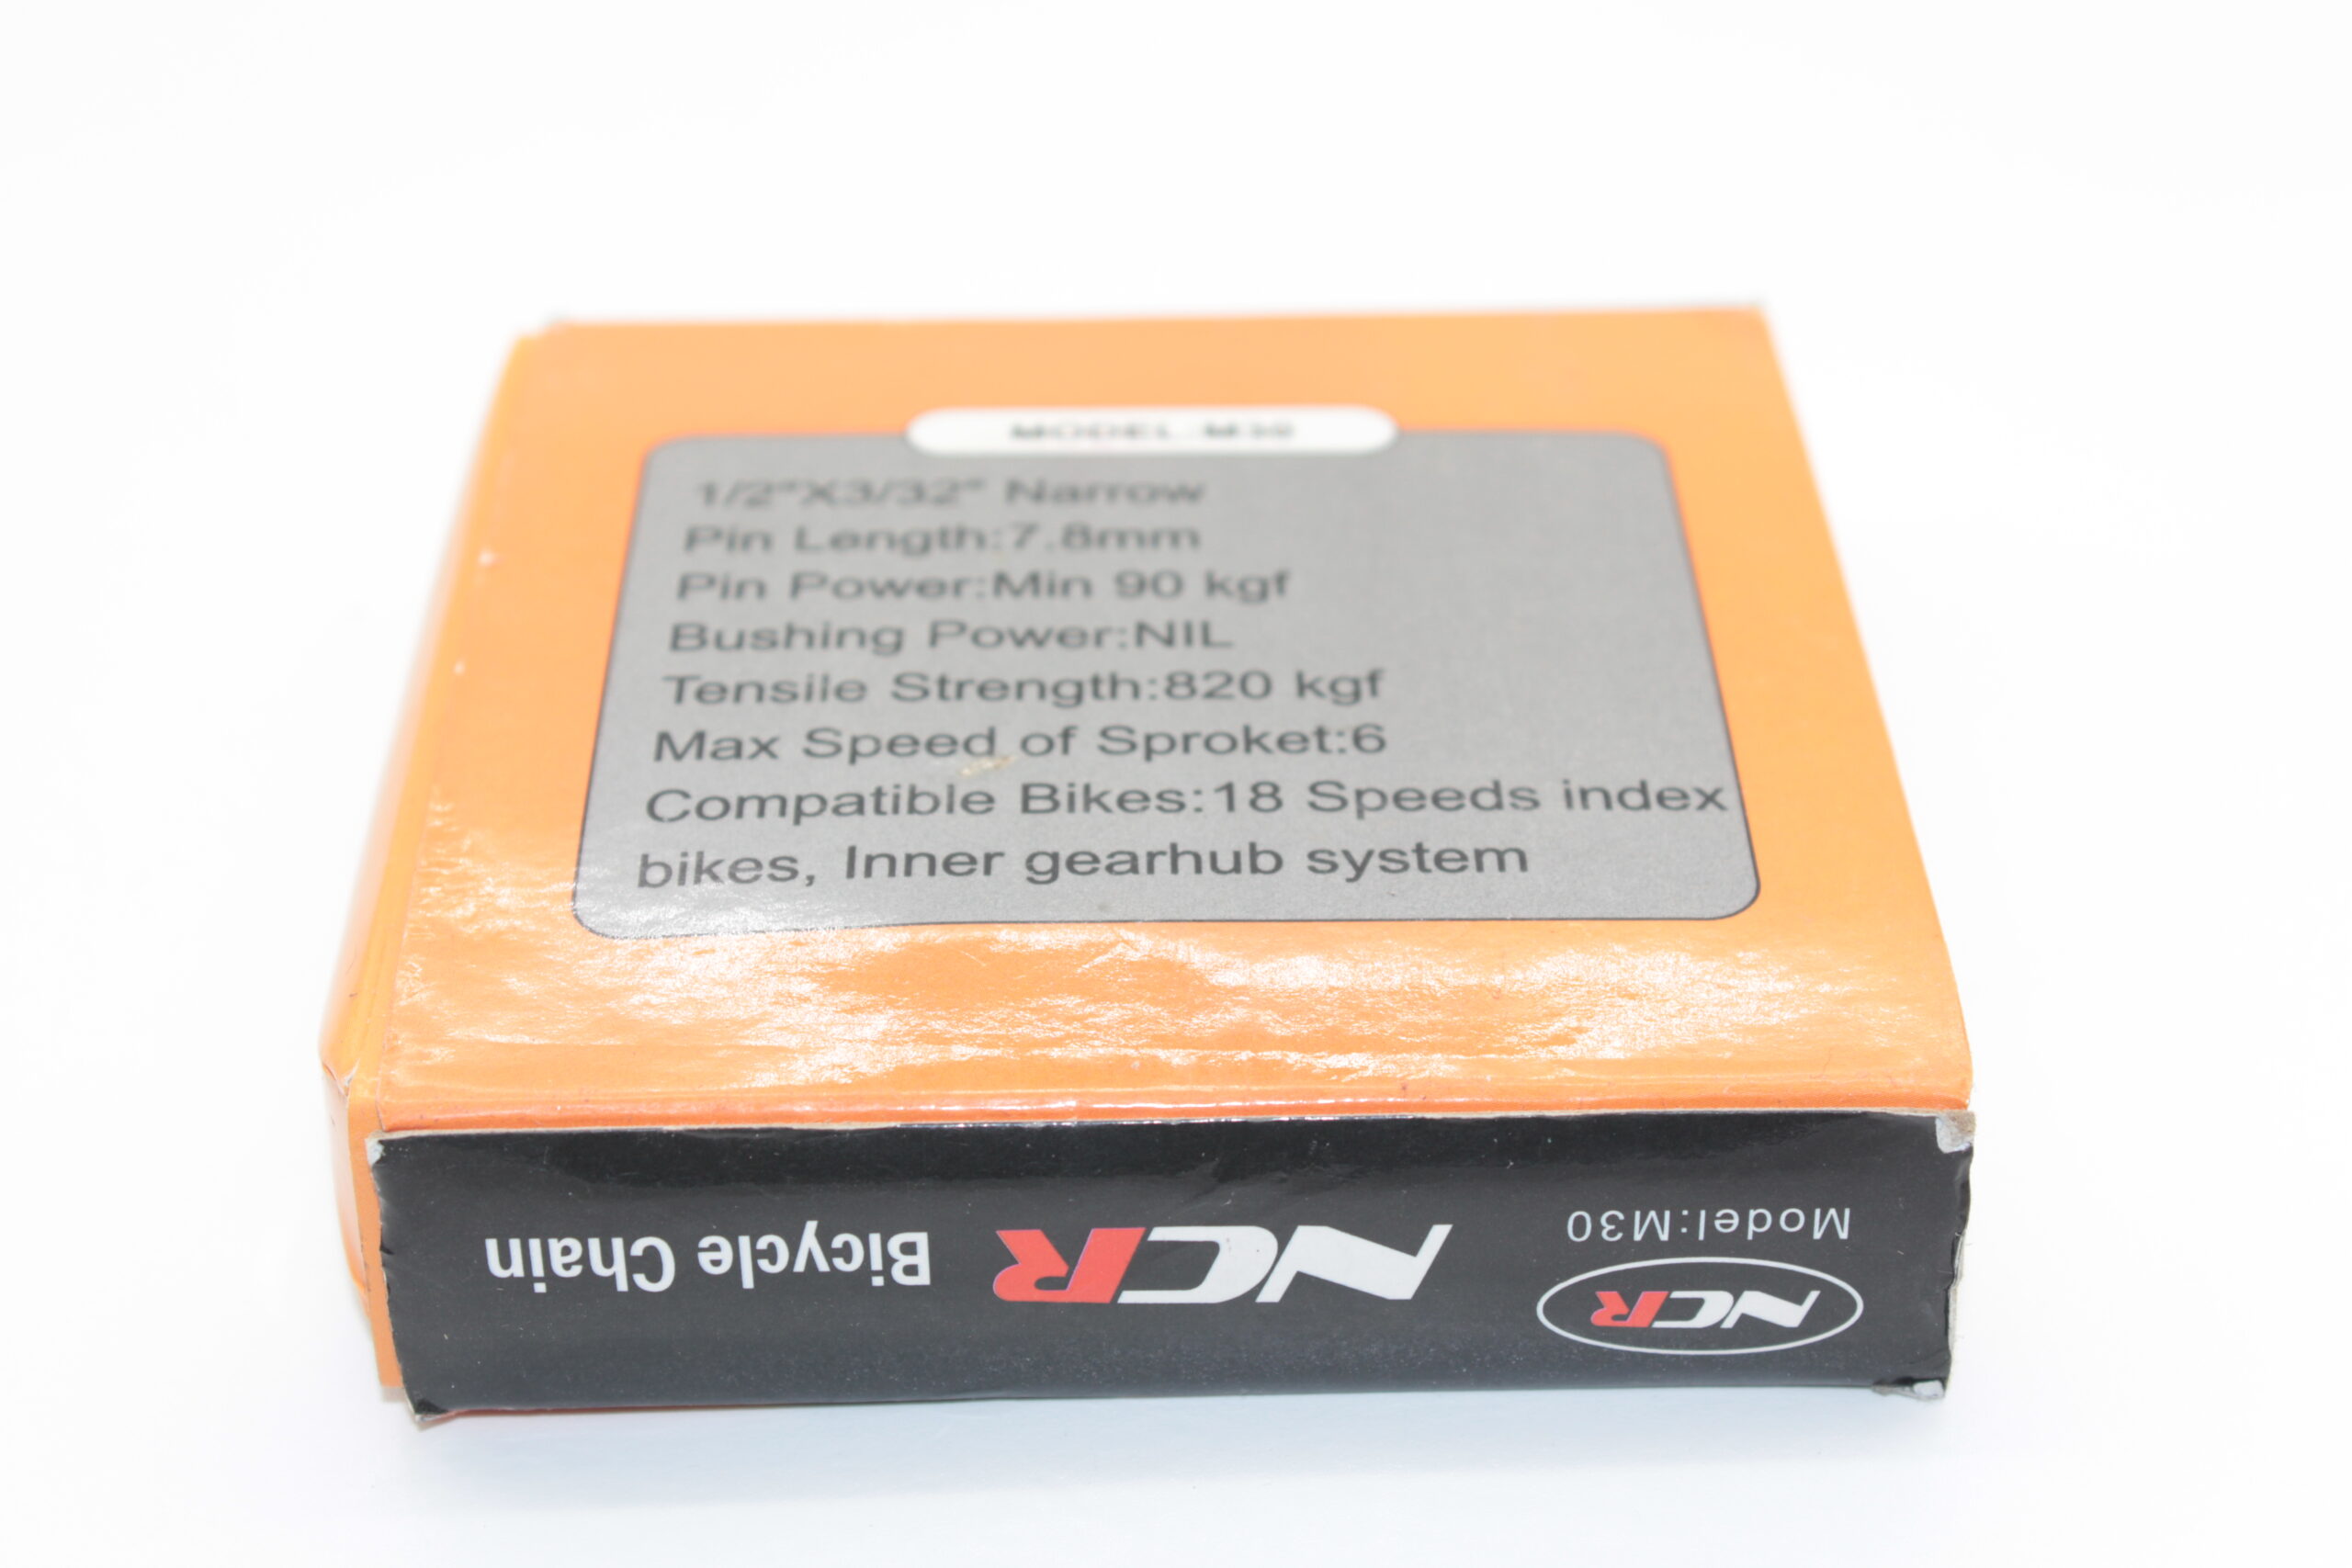 MODEL:M30
1/2"X3/32" Narrow
Pin Length:7.8mm
Pin Power:Min 90 kgf
Bushing Power:NIL
Tensile Strength:820 kgf
Max Speed of Sproket:6
Compatible Bikes:18 Speeds index
bikes, Inner gearhub system
NCR
Model:M30
NCR Bicycle Chain